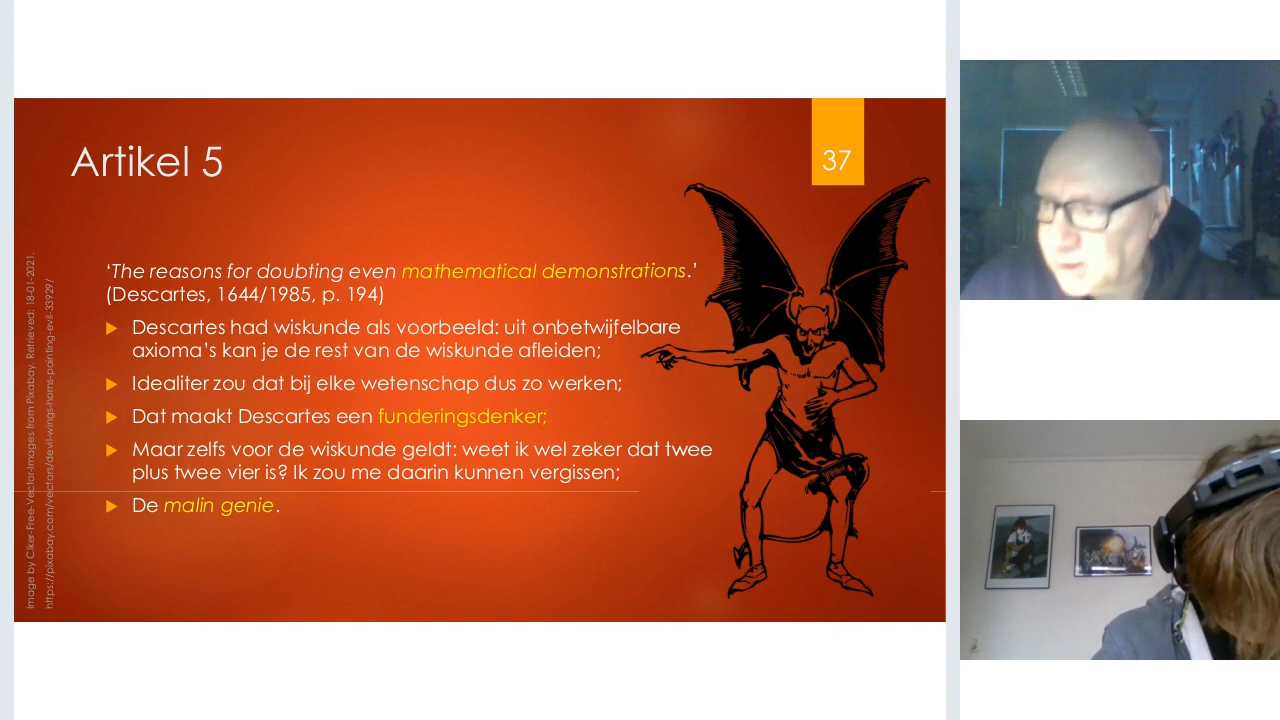 Artikel 5
37
‘The reasons for doubting even mathematical demonstrations.’
(Descartes, 1644/1985, p. 194)
Descartes had wiskunde als voorbeeld: uit onbetwijfelbare
axioma’s kan je de rest van de wiskunde afleiden;
Idealiter zou dat bij elke wetenschap dus zo werken;
Dat maakt Descartes een funderingsdenker;
Maar zelfs voor de wiskunde geldt: weet ik wel zeker dat twee
plus twee vier is? Ik zou me daarin kunnen vergissen;
De malin genie.
Image by Clker-Free-Vector-Images from Pixabay. Retrieved: 18-01-2021.
https://pixabay.com/vectors/devil-wings-horns-pointing-evil-33929/